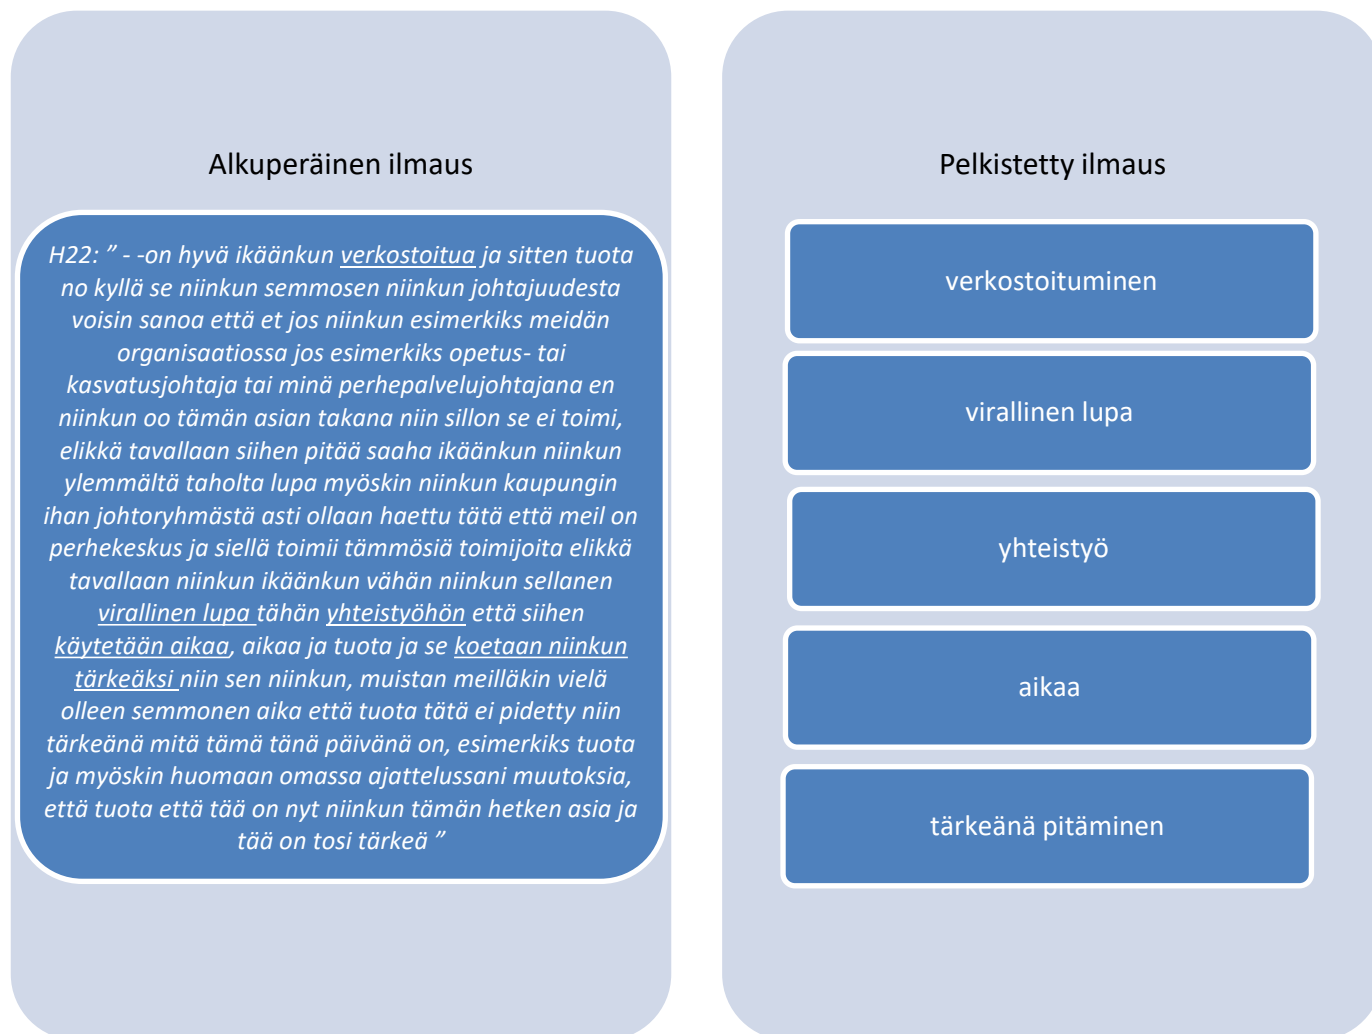 Alkuperäinen ilmaus
H22: ” - -on hyvä ikäänkun verkostoitua ja sitten tuota
no kyllä se niinkun semmosen niinkun johtajuudesta
voisin sanoa että et jos niinkun esimerkiks meidän
organisaatiossa jos esimerkiks opetus- tai
kasvatusjohtaja tai minä perhepalvelujohtajana en
niinkun oo tämän asian takana niin sillon se ei toimi,
elikkä tavallaan siihen pitää saaha ikäänkun niinkun
ylemmältä taholta lupa myöskin niinkun kaupungin
ihan johtoryhmästä asti ollaan haettu tätä että meil on
perhekeskus ja siellä toimii tämmösiä toimijoita elikkä
tavallaan niinkun ikäänkun vähän niinkun sellanen
virallinen lupa tähän yhteistyöhön että siihen
käytetään aikaa, aikaa ja tuota ja se koetaan niinkun
tärkeäksi niin sen niinkun, muistan meilläkin vielä
olleen semmonen aika että tuota tätä ei pidetty niin
tärkeänä mitä tämä tänä päivänä on, esimerkiks tuota
ja myöskin huomaan omassa ajattelussani muutoksia,
että tuota että tää on nyt niinkun tämän hetken asia ja
tää on tosi tärkeä ”
Pelkistetty ilmaus
verkostoituminen
virallinen lupa
yhteistyö
aikaa
tärkeänä pitäminen